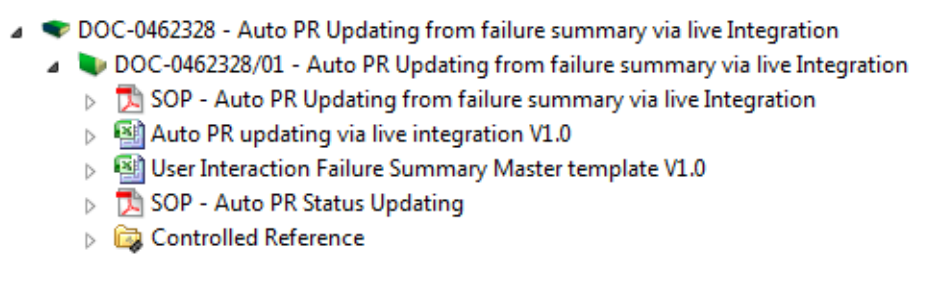 DOC-0462328 - Auto PR Updating from failure summary via live Integration
DOC-0462328/01 - Auto PR Updating from failure summary via live Integration
SOP - Auto PR Updating from failure summary via live Integration
Auto PR updating via live integration V1.0
User Interaction Failure Summary Master template V1.0
SOP - Auto PR Status Updating
Controlled Reference